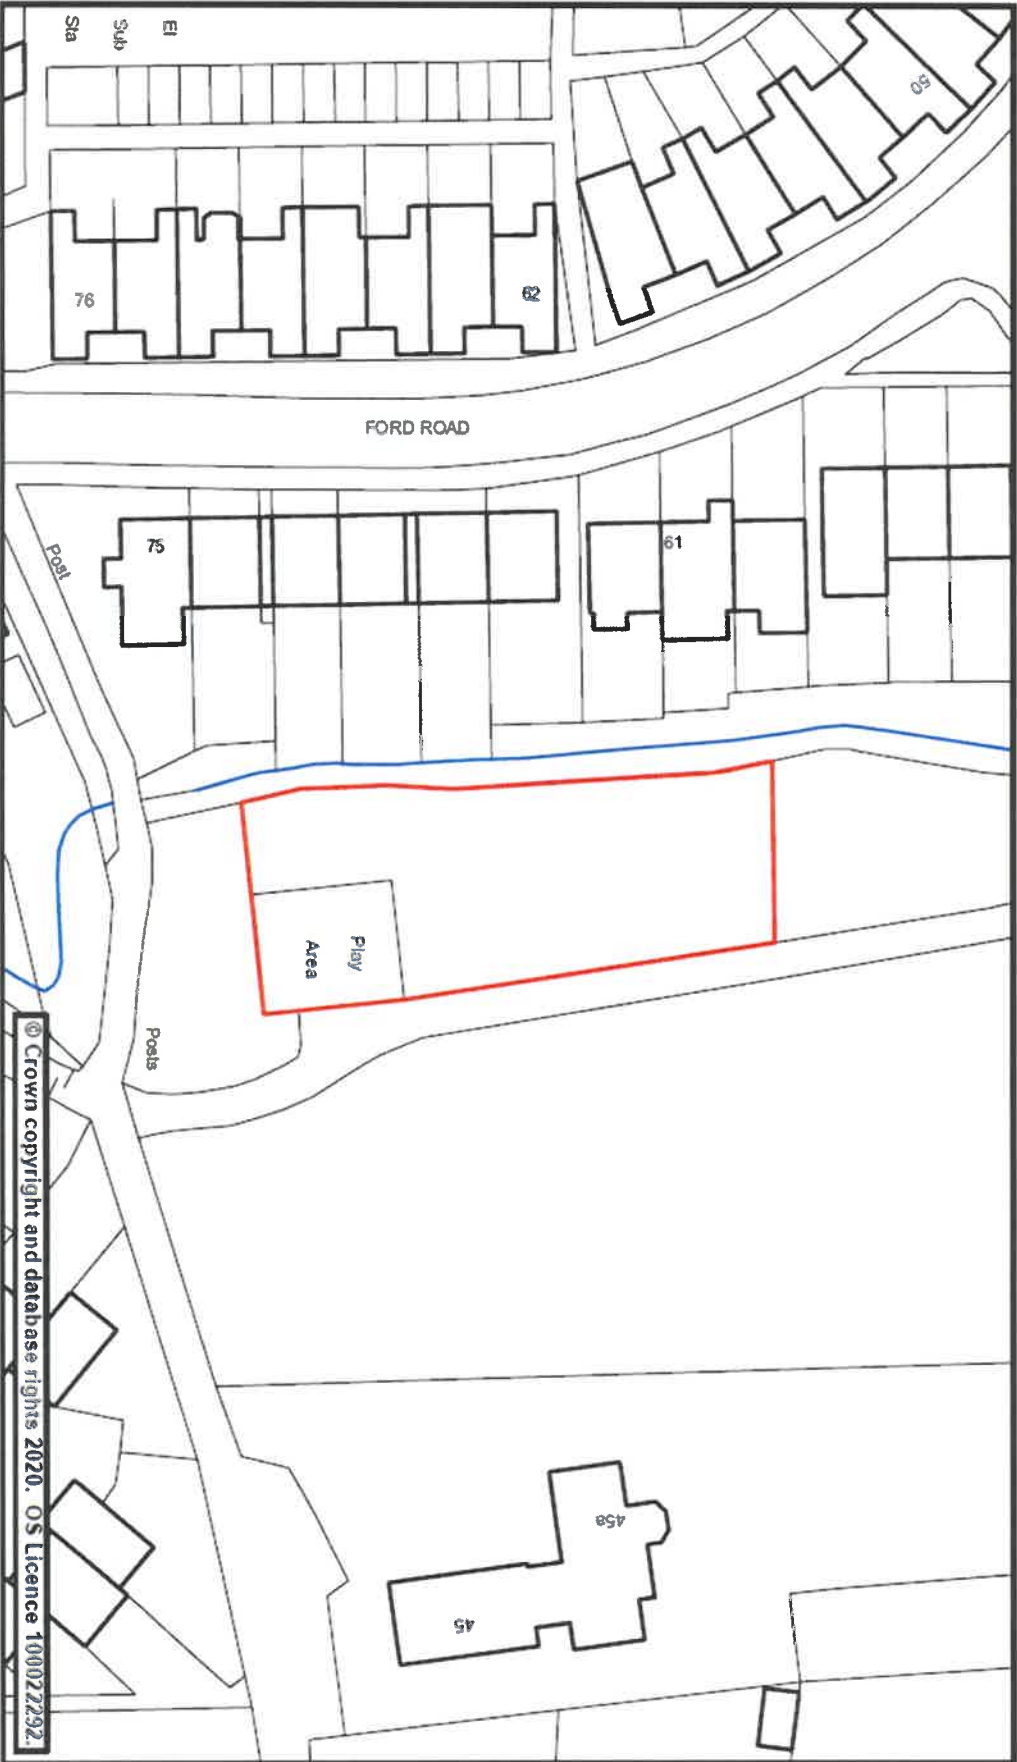 El
Sub
Sta
50
76
62
FORD ROAD
75
61
Post
Play
Area
Posts
45a
45
© Crown copyright and database rights 2020. OS Licence 100022292.